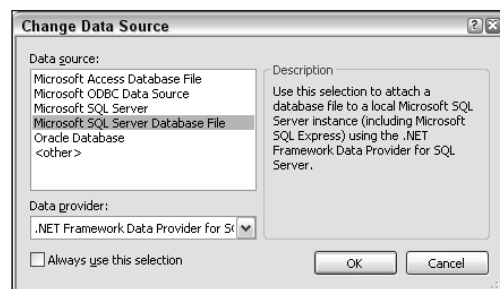 Change Data Source
Data source:
Microsoft Access Database File
Microsoft ODBC Data Source
Microsoft SQL Server
Microsoft SQL Server Database File
Oracle Database
<other>
Description
Use this selection to attach a
database file to a local Microsoft SQL
Server instance (including Microsoft
SQL Express) using the .NET
Framework Data Provider for SQL
Server.
Data provider:
.NET Framework Data Provider for S
Always use this selection
OK
Cancel